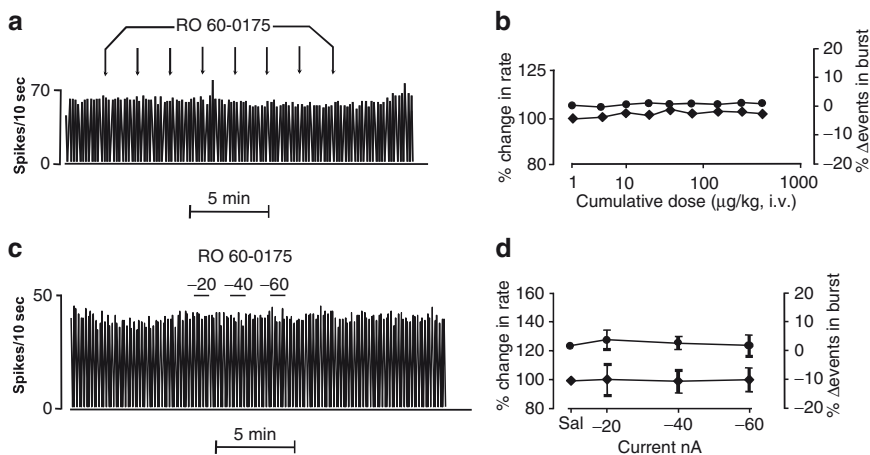 a
RO 60-0175
Spikes/10 sec
70
0
5 min
b
% change in rate
125
100
80
20
10
0
−10
−20
% Δevents in burst
1 10 100 1000
Cumulative dose (μg/kg, i.v.)
c
RO 60-0175
−20 −40 −60
Spikes/10 sec
50
0
5 min
d
% change in rate
160
140
120
100
80
20
10
0
−10
−20
% Δevents in burst
Sal −20 −40 −60
Current nA